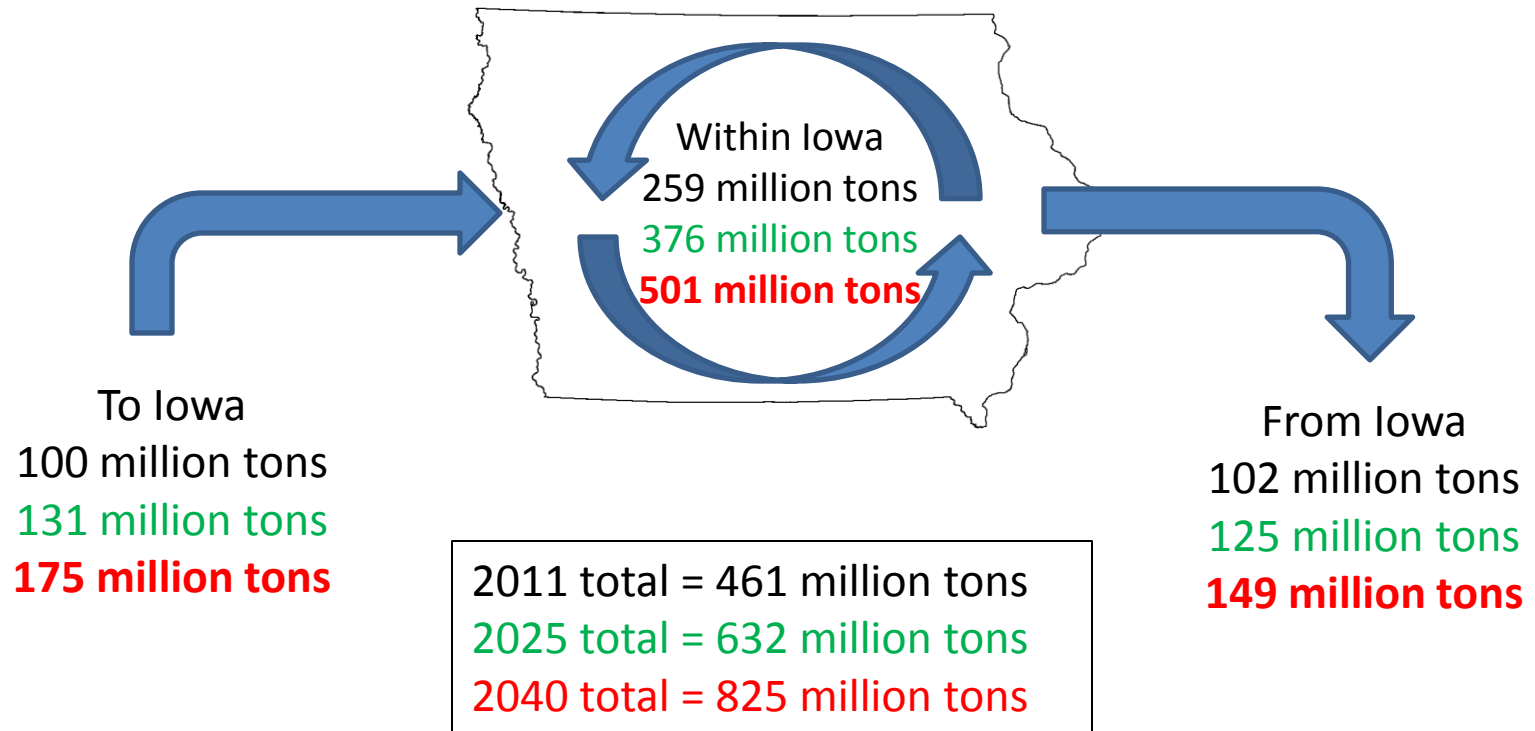 Within Iowa
259 million tons
376 million tons
501 million tons
To Iowa
100 million tons
131 million tons
175 million tons
From Iowa
102 million tons
125 million tons
149 million tons
2011 total = 461 million tons
2025 total = 632 million tons
2040 total = 825 million tons